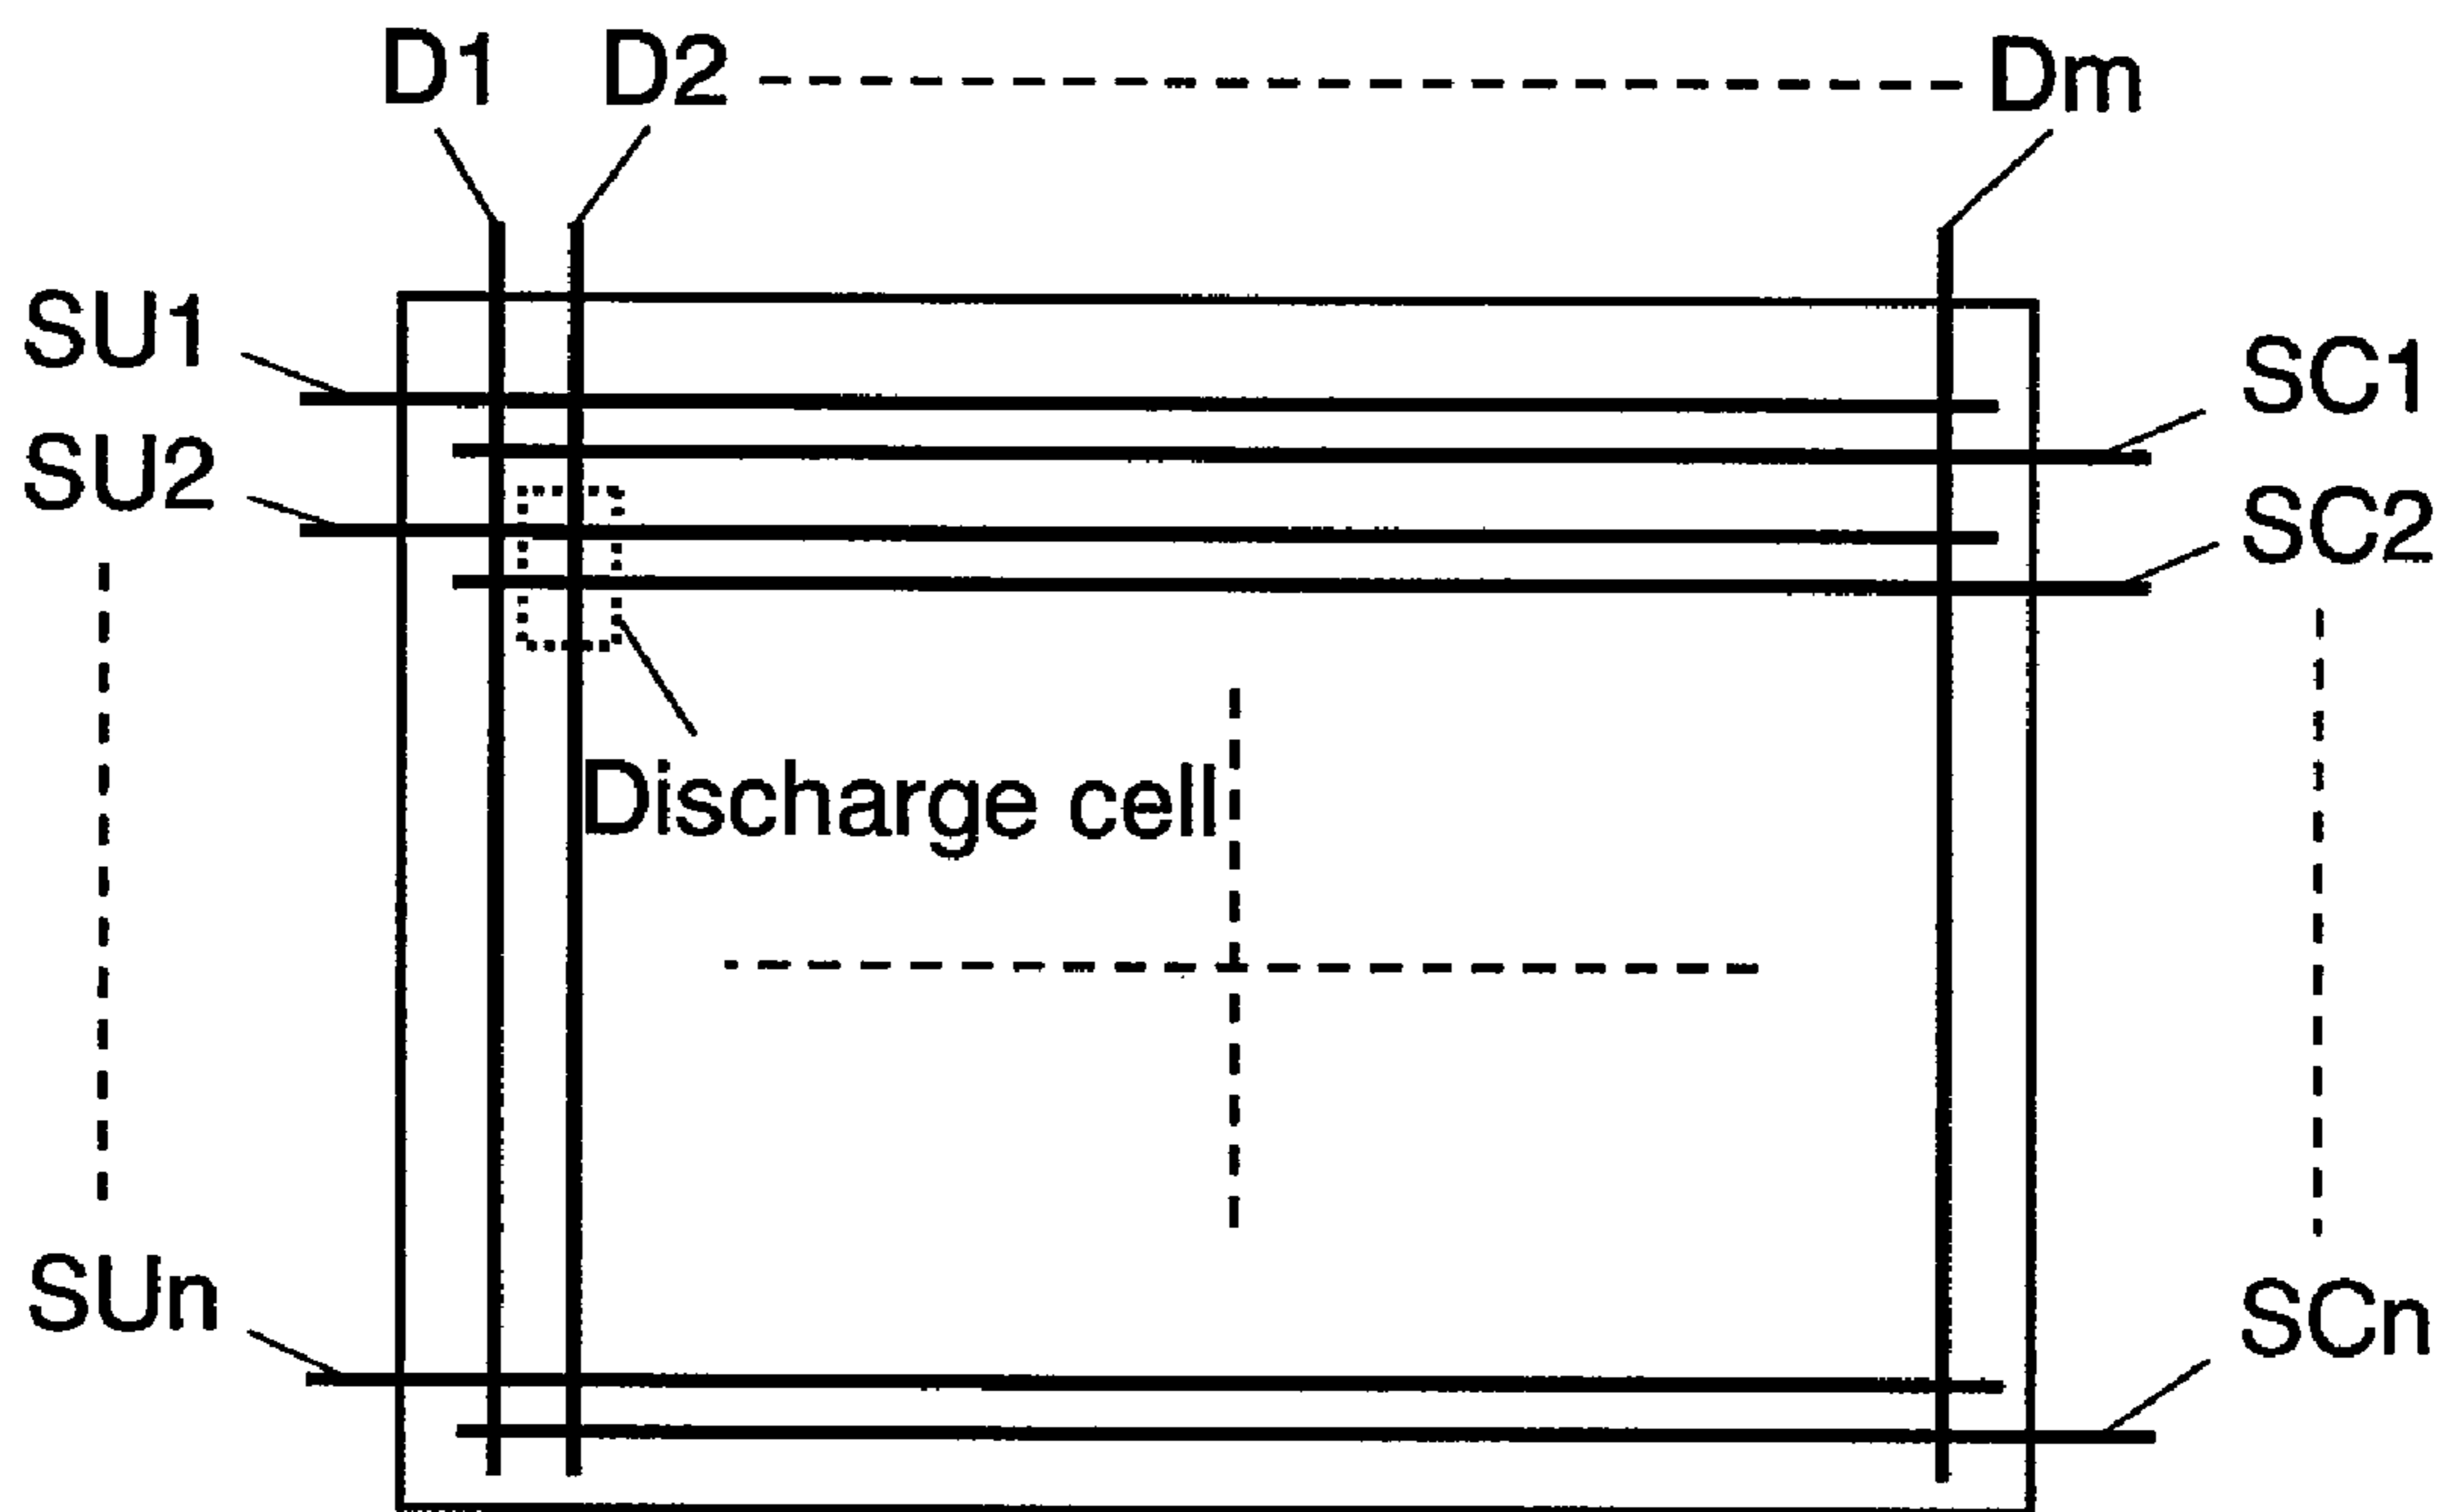 D1 D2 Dm
SU1
SC1
SU2
SC2
Discharge cell
SUn
SCn